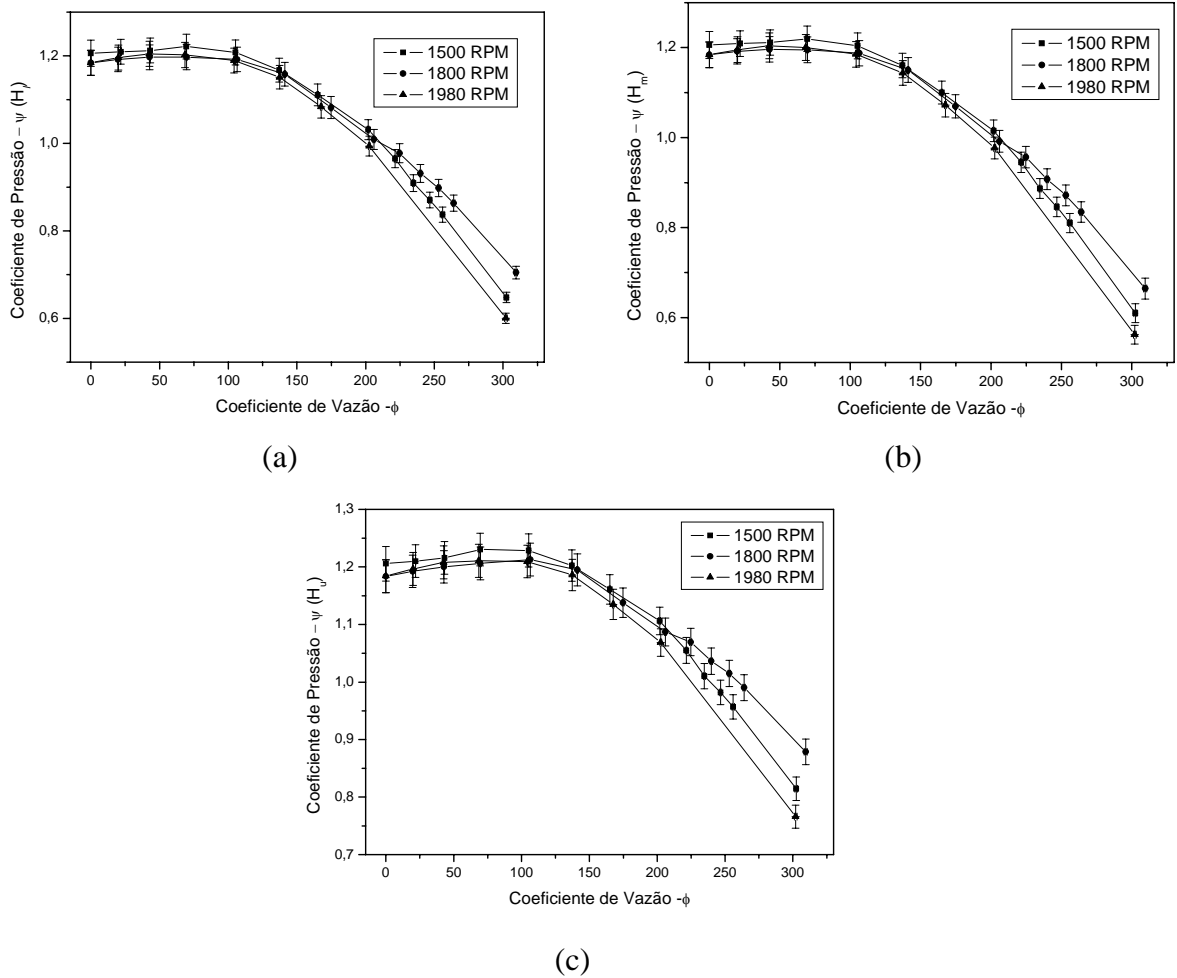 Coeficiente de Pressão – ψ (Hl)
1,2
1,0
0,8
0,6
1500 RPM
1800 RPM
1980 RPM
0 50 100 150 200 250 300
Coeficiente de Vazão -ϕ
(a)
Coeficiente de Pressão – ψ (Hm)
1,2
1,0
0,8
0,6
1500 RPM
1800 RPM
1980 RPM
0 50 100 150 200 250 300
Coeficiente de Vazão -ϕ
(b)
Coeficiente de Pressão – ψ (Hu)
1,3
1,2
1,1
1,0
0,9
0,8
0,7
1500 RPM
1800 RPM
1980 RPM
0 50 100 150 200 250 300
Coeficiente de Vazão -ϕ
(c)